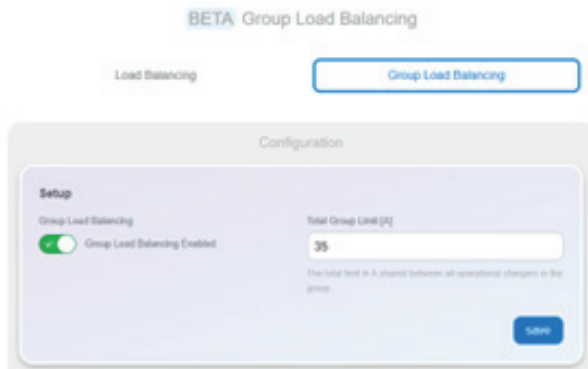 BETA Group Load Balancing
Load Balancing
Group Load Balancing
Configuration
Setup
Group Load Balancing
Group Load Balancing Enabled
Total Group Limit [A]
35
The total limit in A shared between all operational chargers in the
group
save